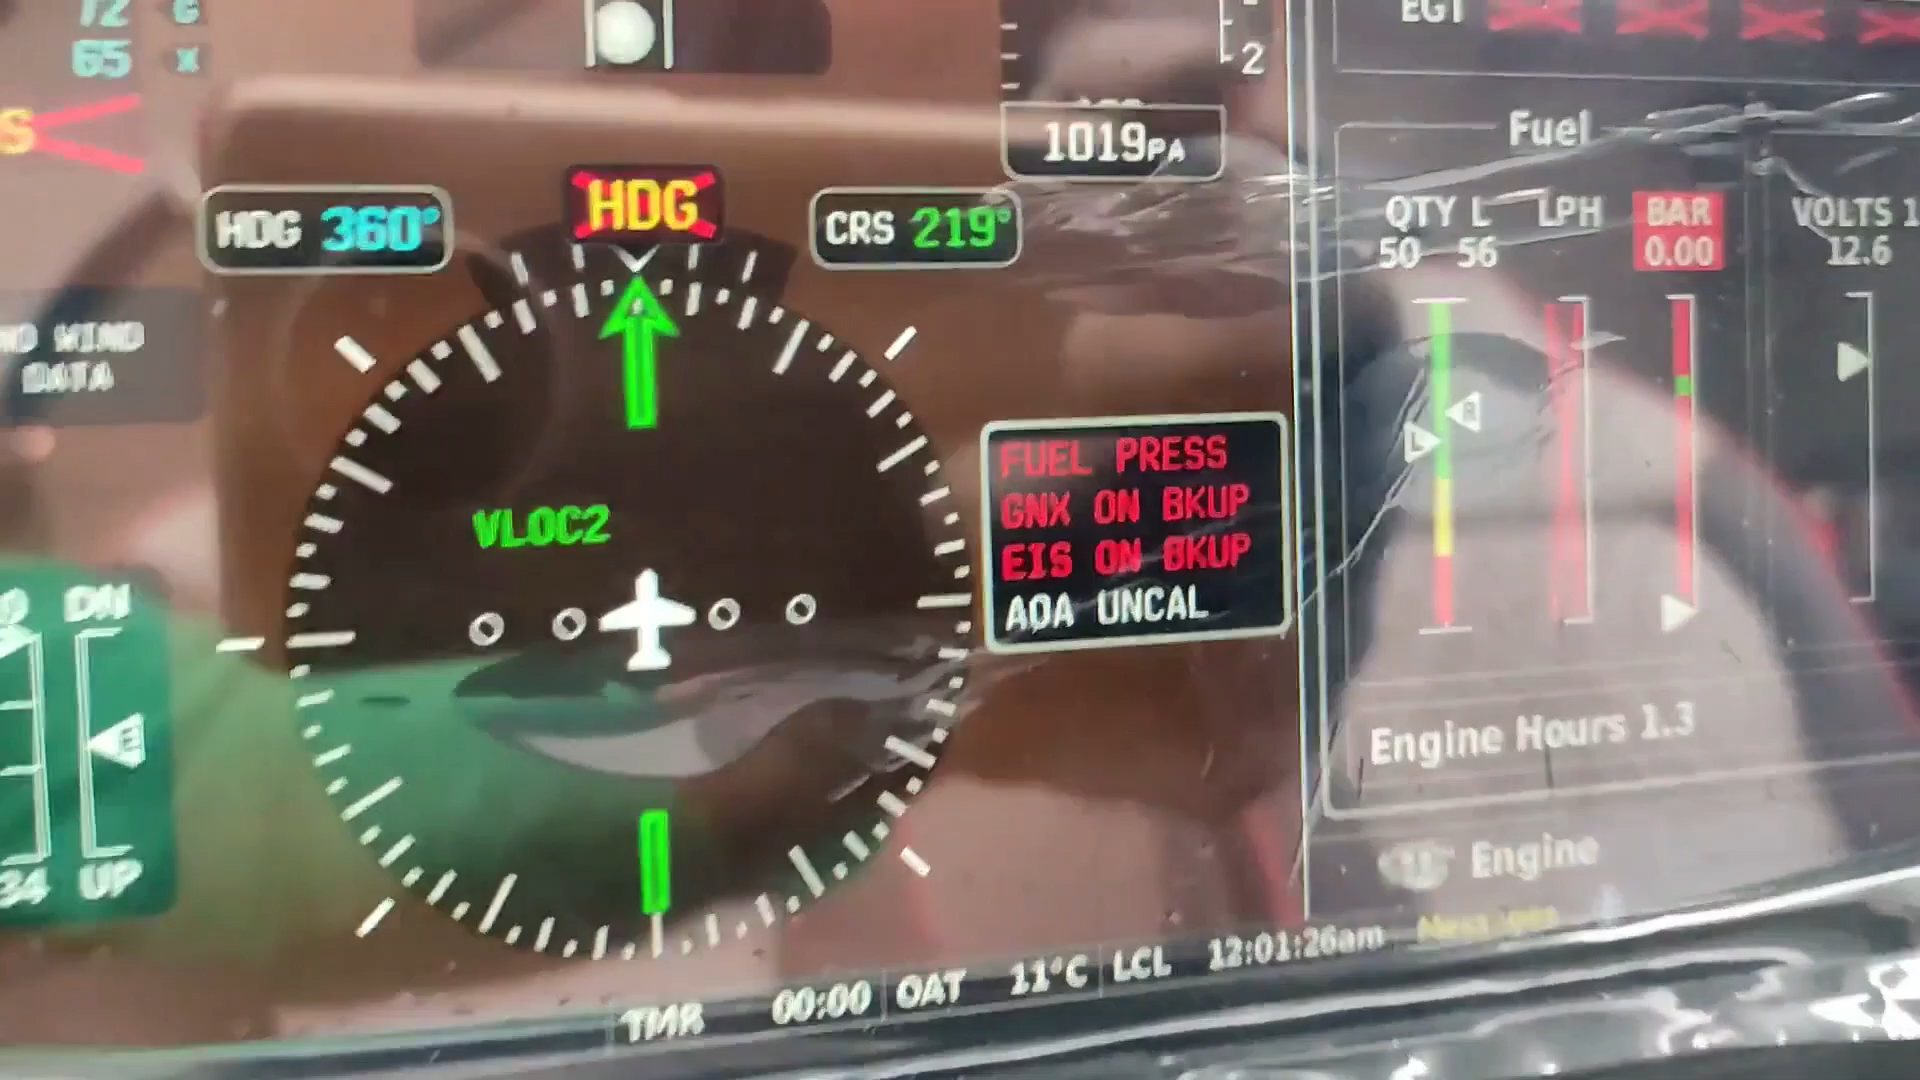 72 G
65 X
S
2
EGT
1019PA
HDG 360°
HDG
CRS 219°
Fuel
QTY L LPH BAR
50 56 0.00
VOLTS 1
12.6
WIND
DATA
FUEL PRESS
GNX ON BKUP
EIS ON BKUP
AOA UNCAL
VLOC2
R
L
DN
E
34 UP
Engine Hours 1.3
Engine
TMR 00:00 OAT 11°C LCL 12:01:26am